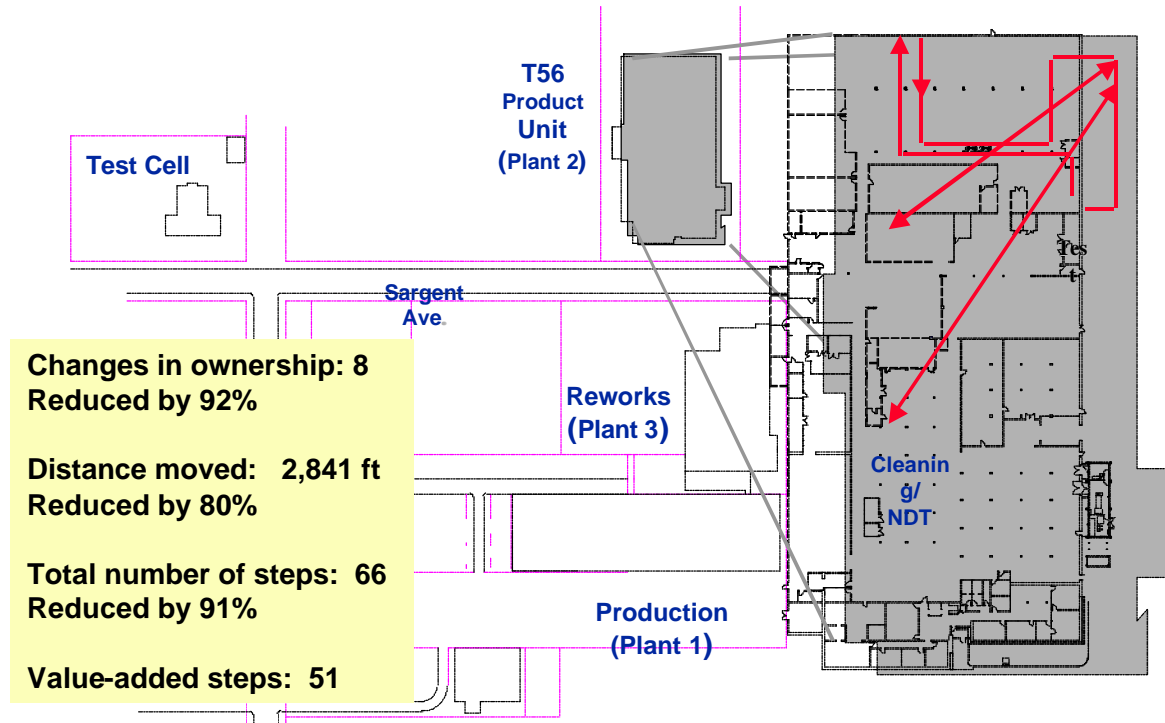 T56
Product
Unit
(Plant 2)
Test Cell
Tes
t
Sargent
Ave.
Changes in ownership: 8
Reduced by 92%
Distance moved: 2,841 ft
Reduced by 80%
Total number of steps: 66
Reduced by 91%
Value-added steps: 51
Reworks
(Plant 3)
Cleanin
g/
NDT
Production
(Plant 1)